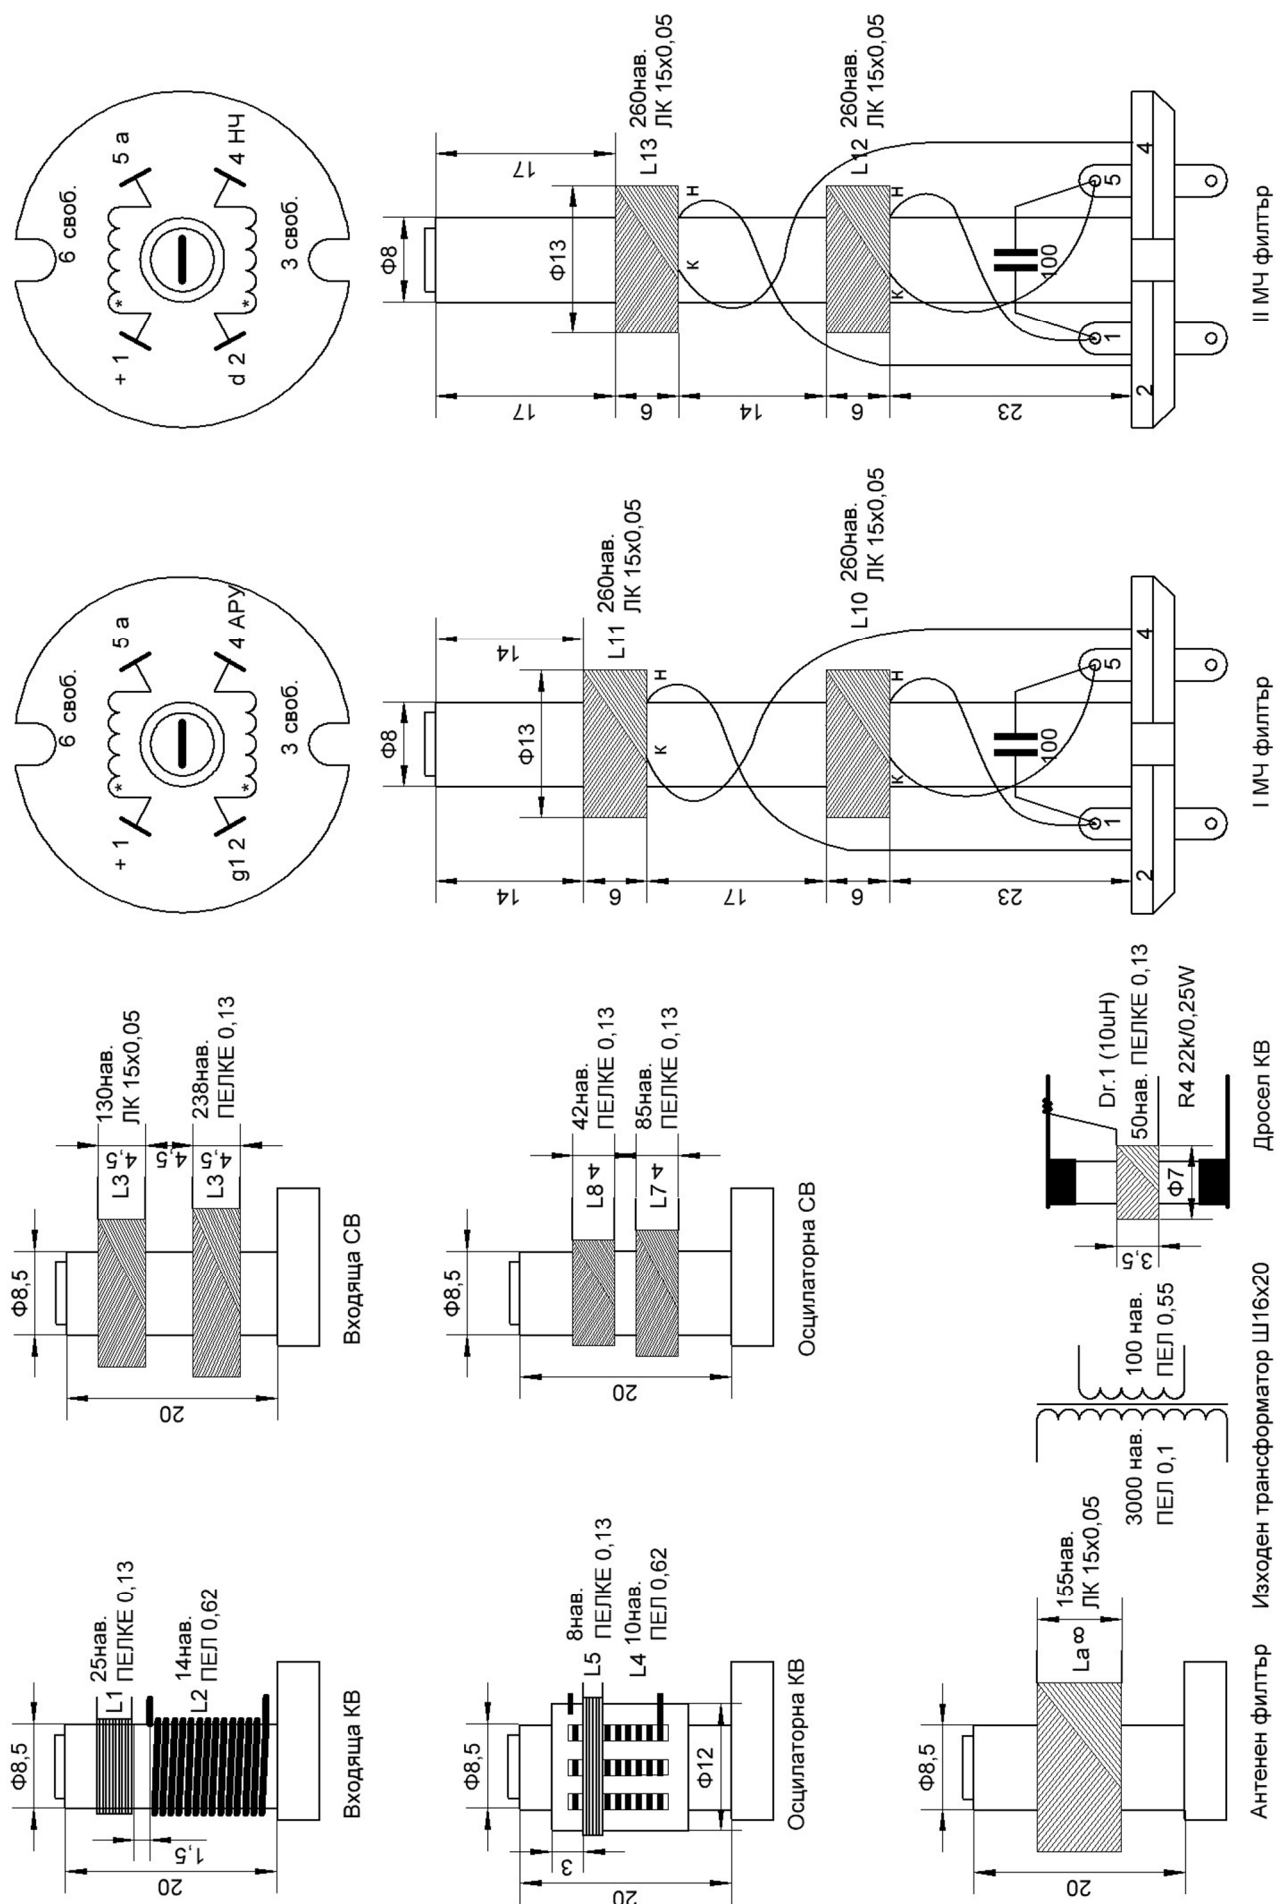 Ф8,5
25нав.
ПЕЛКЕ 0,13
L1
14нав.
ПЕЛ 0,62
L2
1,5
20
Входяща КВ
Ф8,5
130нав.
ЛК 15х0,05
L3
4,5
4,5
238нав.
ПЕЛКЕ 0,13
L3
4,5
20
Входяща СВ
6 своб.
+ 1
5 а
*
*
g1 2
4 АРУ
3 своб.
6 своб.
+ 1
5 а
*
*
d 2
4 НЧ
3 своб.
Ф8,5
8нав.
ПЕЛКЕ 0,13
L5
L4 10нав.
ПЕЛ 0,62
3
Ф12
20
Осцилаторна КВ
Ф8,5
42нав.
ПЕЛКЕ 0,13
L8
4
85нав.
ПЕЛКЕ 0,13
L7
4
20
Осцилаторна СВ
Ф8
14
14
Ф13
L11
260нав.
ЛК 15х0,05
6
н
к
17
L10
260нав.
ЛК 15х0,05
6
н
к
23
100
1
5
2
4
I МЧ филтър
Ф8
17
17
Ф13
L13
260нав.
ЛК 15х0,05
6
н
к
14
L12
260нав.
ЛК 15х0,05
6
н
к
23
100
1
5
2
4
II МЧ филтър
Ф8,5
155нав.
ЛК 15х0,05
La
8
20
Антенен филтър
3000 нав.
ПЕЛ 0,1
100 нав.
ПЕЛ 0,55
Изходен трансформатор Ш16х20
Dr.1 (10uH)
50нав. ПЕЛКЕ 0,13
R4 22k/0,25W
Ф7
3,5
Дросел КВ